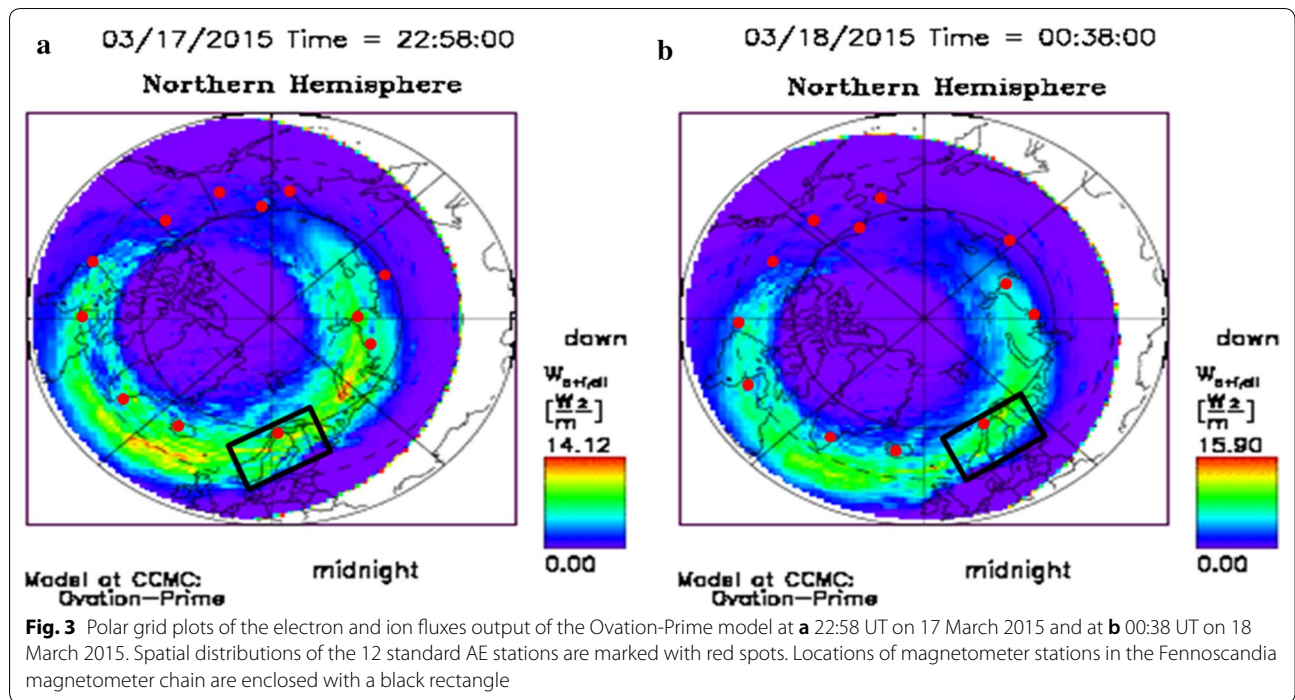 a 03/17/2015 Time = 22:58:00
Northern Hemisphere
dawn
[W/m2]
14.12
0.00
midnight
Model at CCMC:
Ovation-Prime
b 03/18/2015 Time = 00:38:00
Northern Hemisphere
dawn
[W/m2]
15.90
0.00
midnight
Model at CCMC:
Ovation-Prime
Fig. 3 Polar grid plots of the electron and ion fluxes output of the Ovation-Prime model at a 22:58 UT on 17 March 2015 and at b 00:38 UT on 18
March 2015. Spatial distributions of the 12 standard AE stations are marked with red spots. Locations of magnetometer stations in the Fennoscandia
magnetometer chain are enclosed with a black rectangle